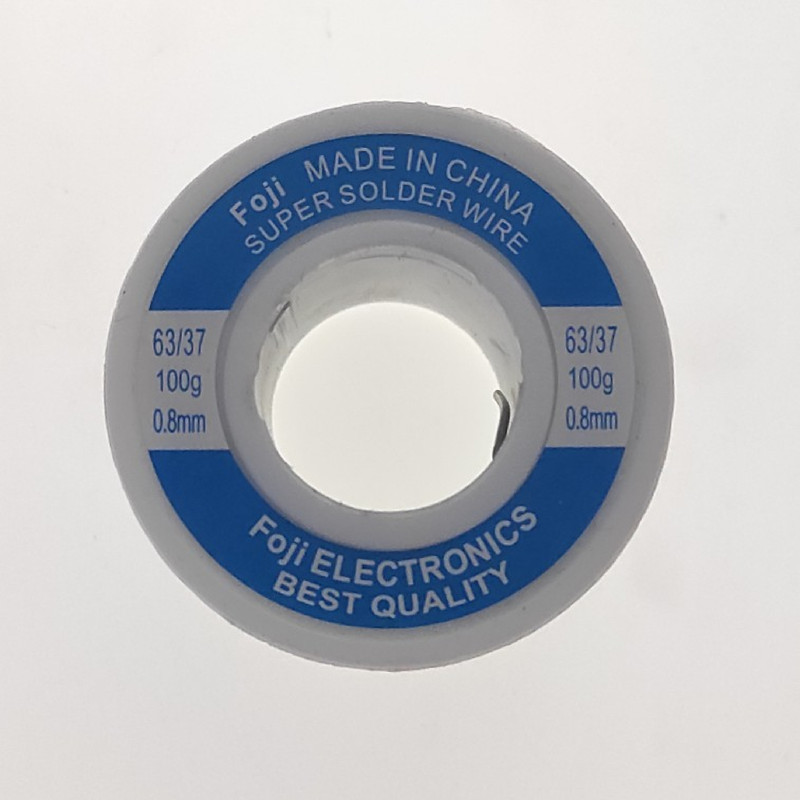 Foji MADE IN CHINA
SUPER SOLDER WIRE
63/37
100g
0.8mm
63/37
100g
0.8mm
Foji ELECTRONICS
BEST QUALITY